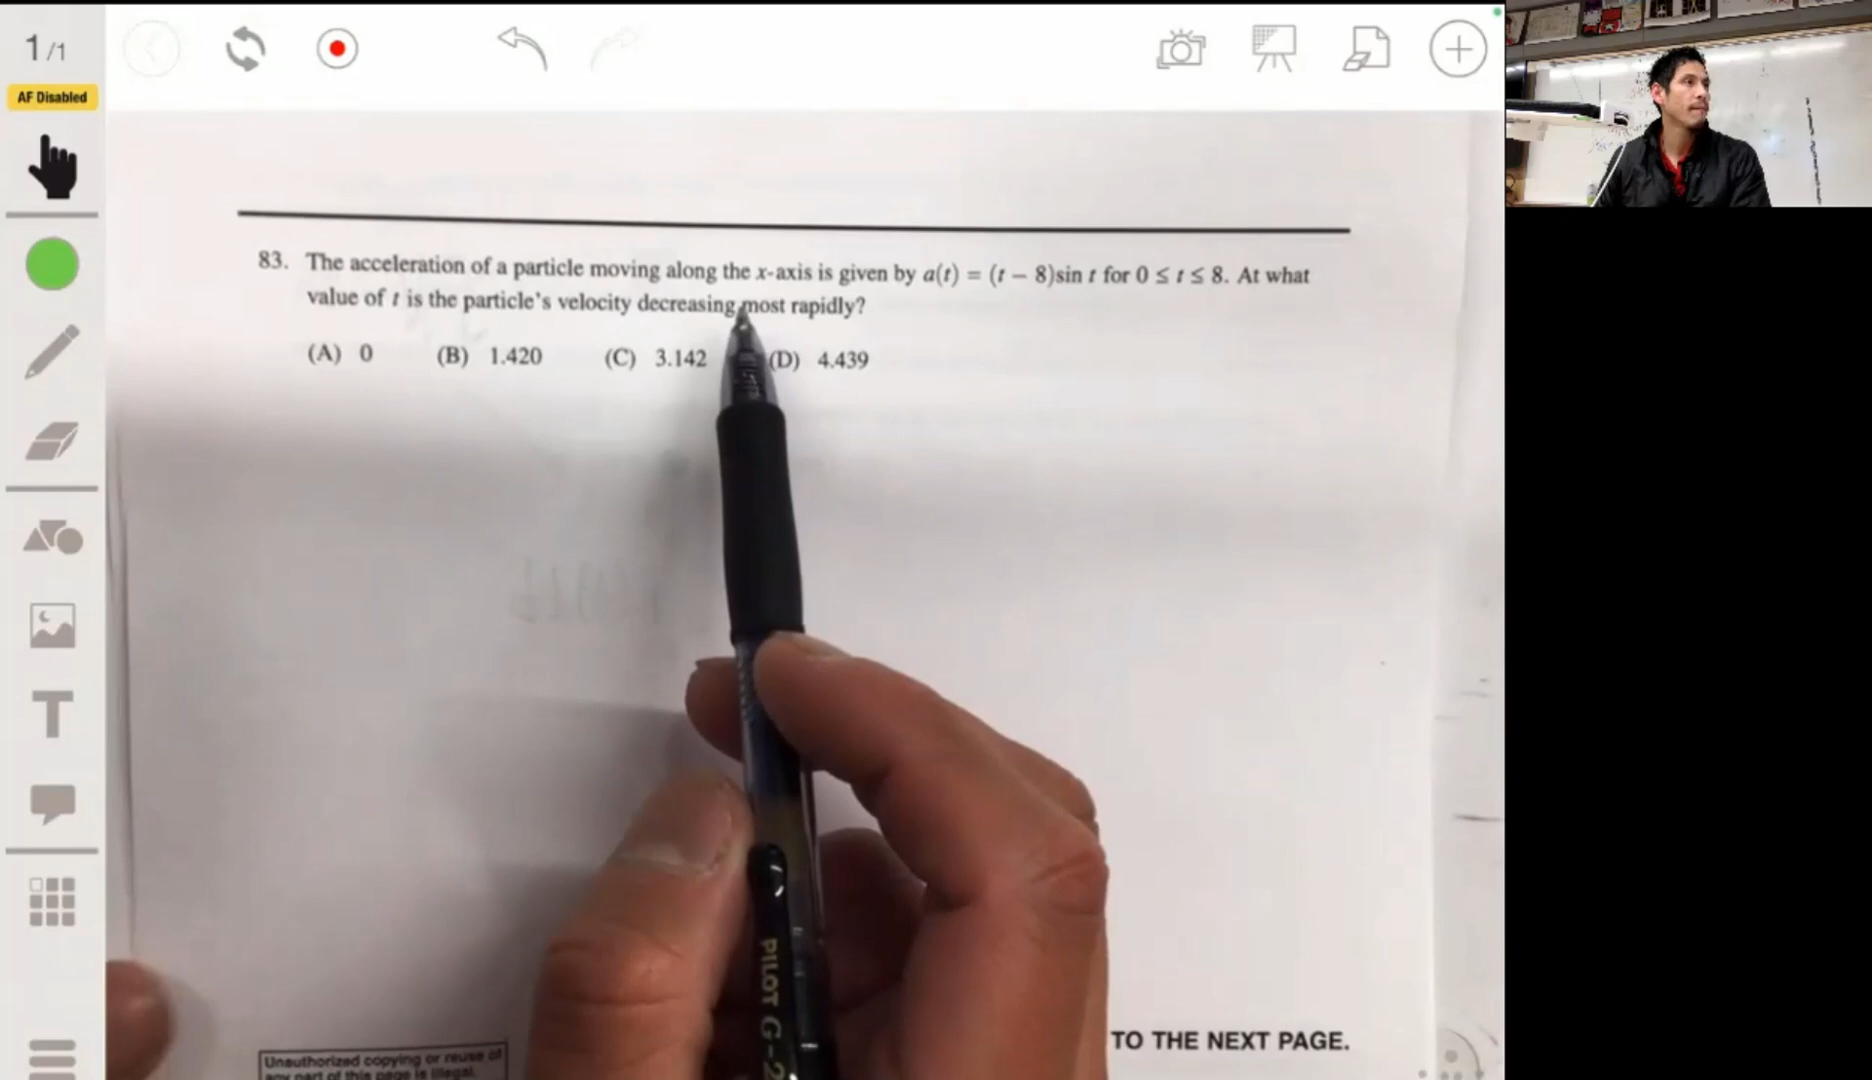 1/1
AF Disabled
T
83. The acceleration of a particle moving along the x-axis is given by a(t) = (t − 8)sin t for 0 ≤ t ≤ 8. At what
value of t is the particle's velocity decreasing most rapidly?
(A) 0 (B) 1.420 (C) 3.142 (D) 4.439
PILOT G-2
TO THE NEXT PAGE.
Unauthorized copying or reuse of
any part of this page is illegal.